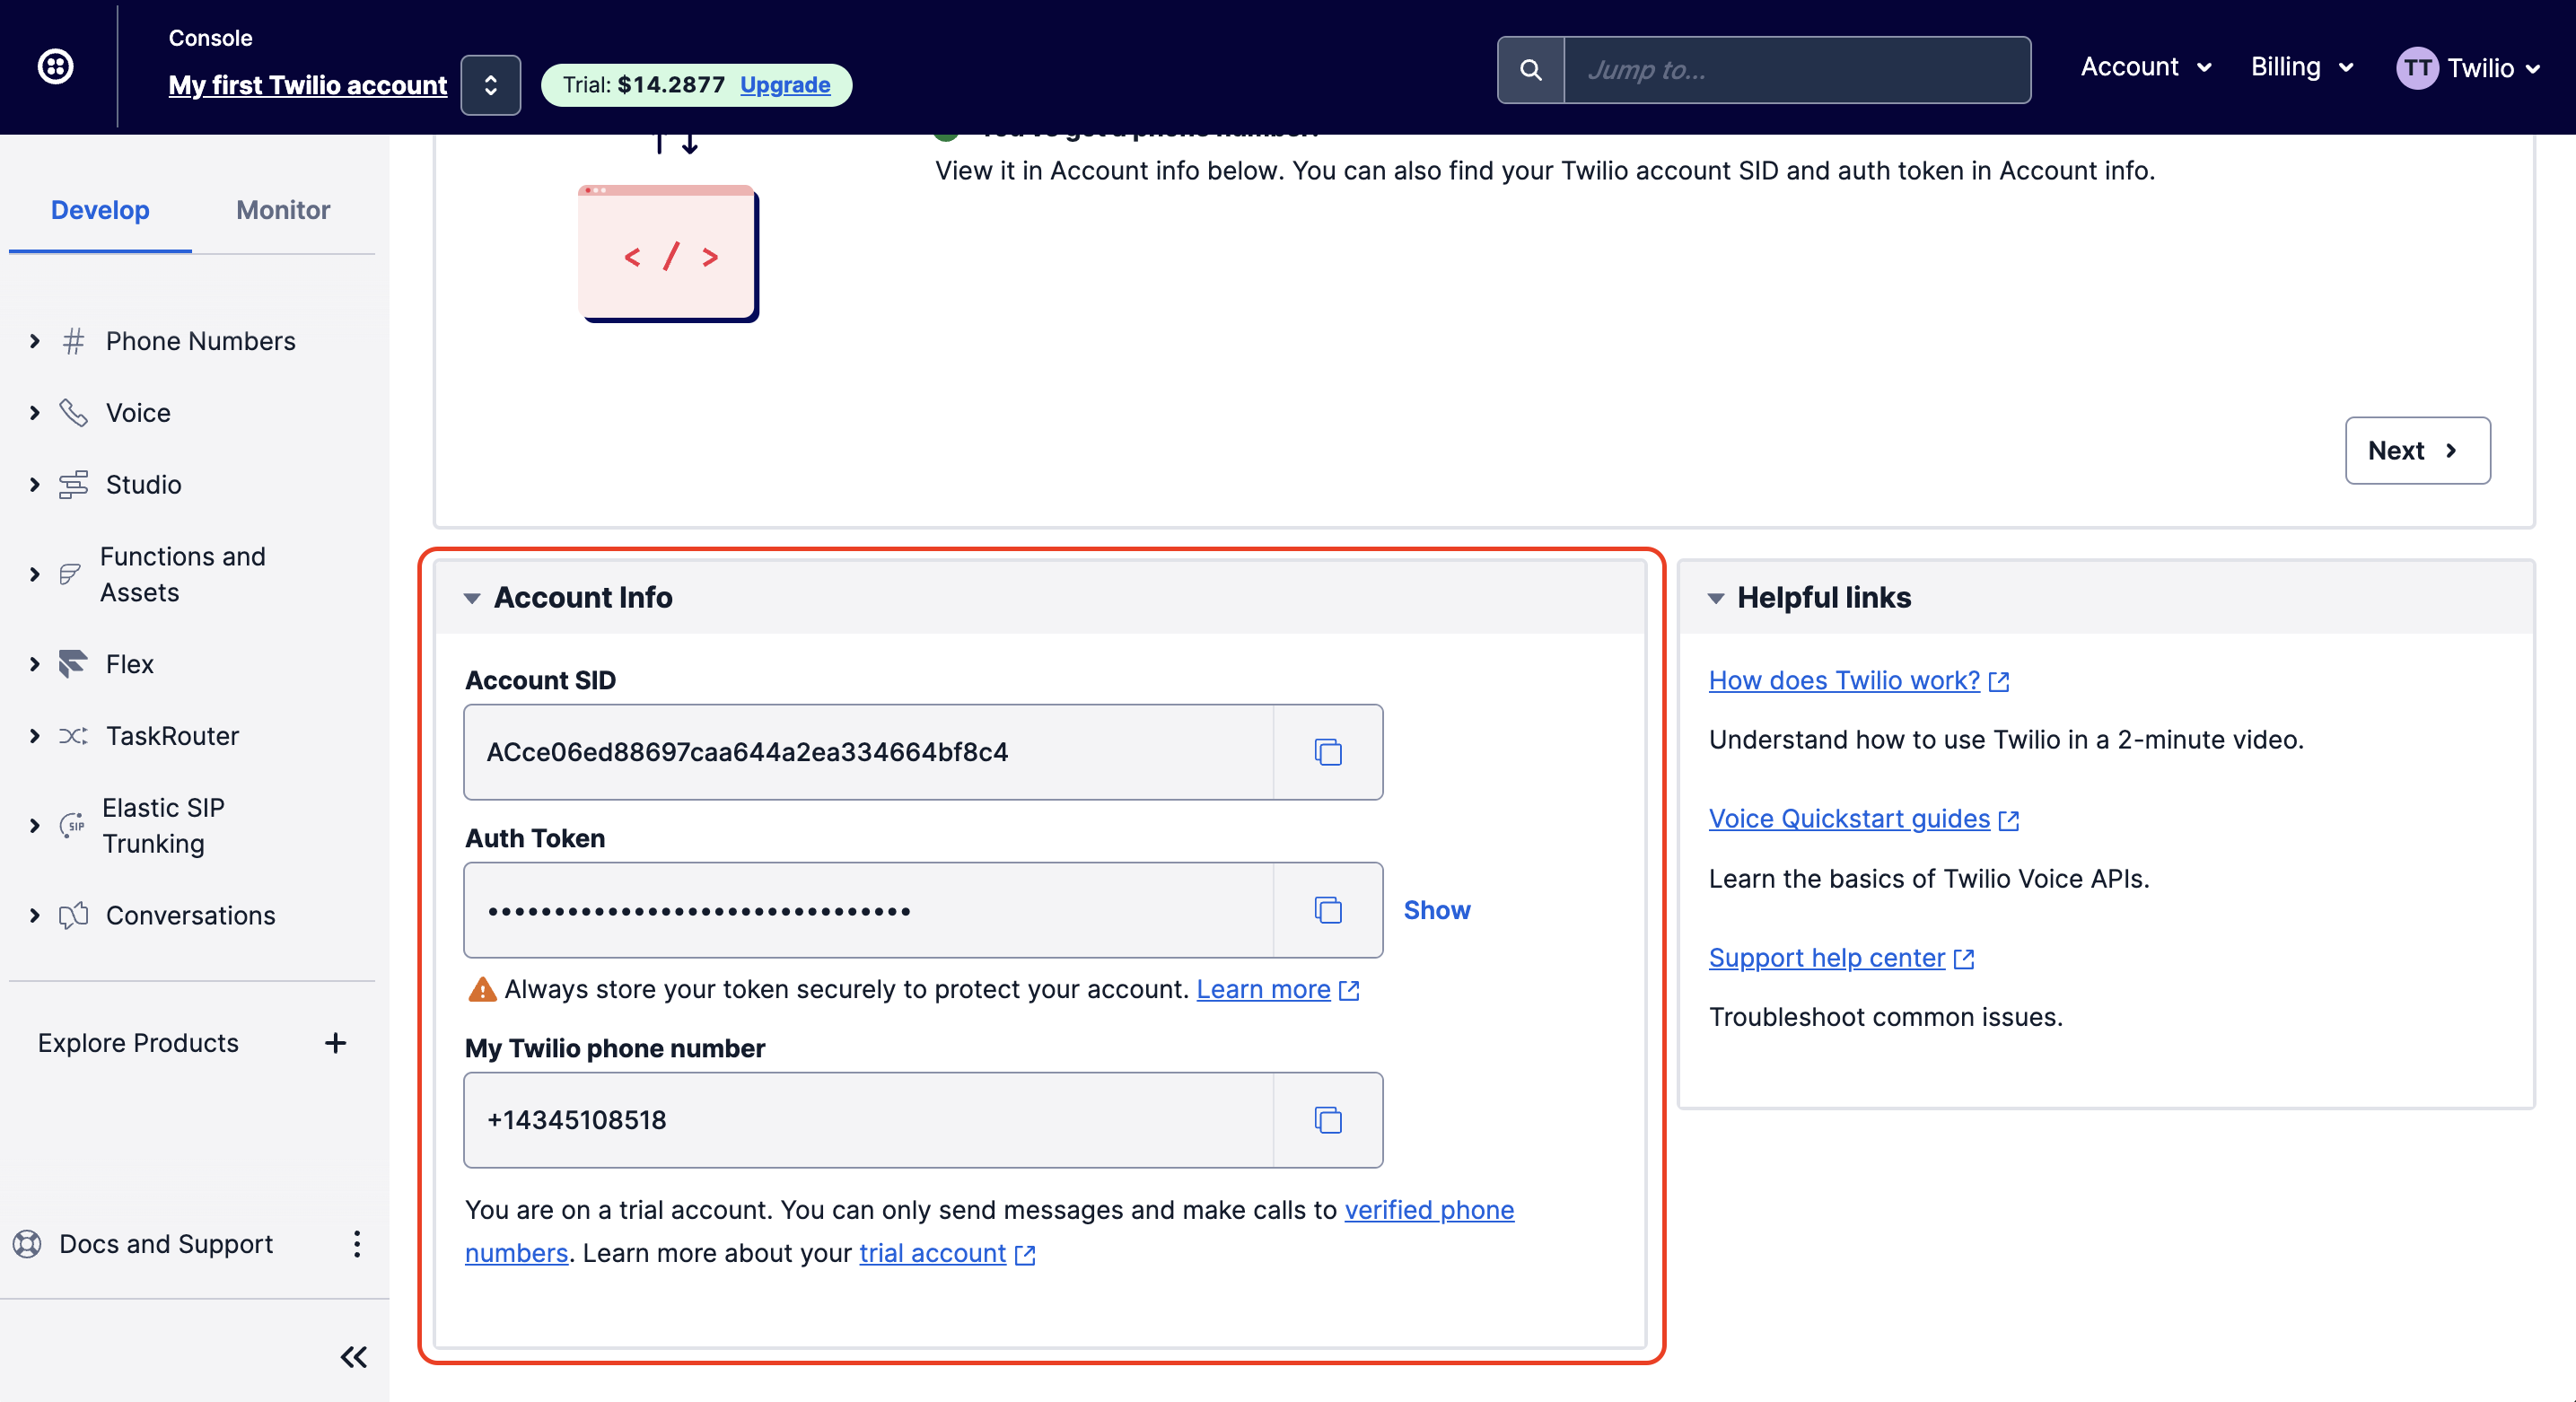 Console
My first Twilio account
Trial: $14.2877 Upgrade
Jump to...
Account
Billing
TT Twilio
Develop
Monitor
Phone Numbers
Voice
Studio
Functions and
Assets
Flex
TaskRouter
SIP
Elastic SIP
Trunking
Conversations
Explore Products
Docs and Support
You've got a phone number!
View it in Account info below. You can also find your Twilio account SID and auth token in Account info.
< / >
Next
Account Info
Account SID
ACce06ed88697caa644a2ea334664bf8c4
Auth Token
••••••••••••••••••••••••••••••••
Show
Always store your token securely to protect your account. Learn more
My Twilio phone number
+14345108518
You are on a trial account. You can only send messages and make calls to verified phone
numbers. Learn more about your trial account
Helpful links
How does Twilio work?
Understand how to use Twilio in a 2-minute video.
Voice Quickstart guides
Learn the basics of Twilio Voice APIs.
Support help center
Troubleshoot common issues.